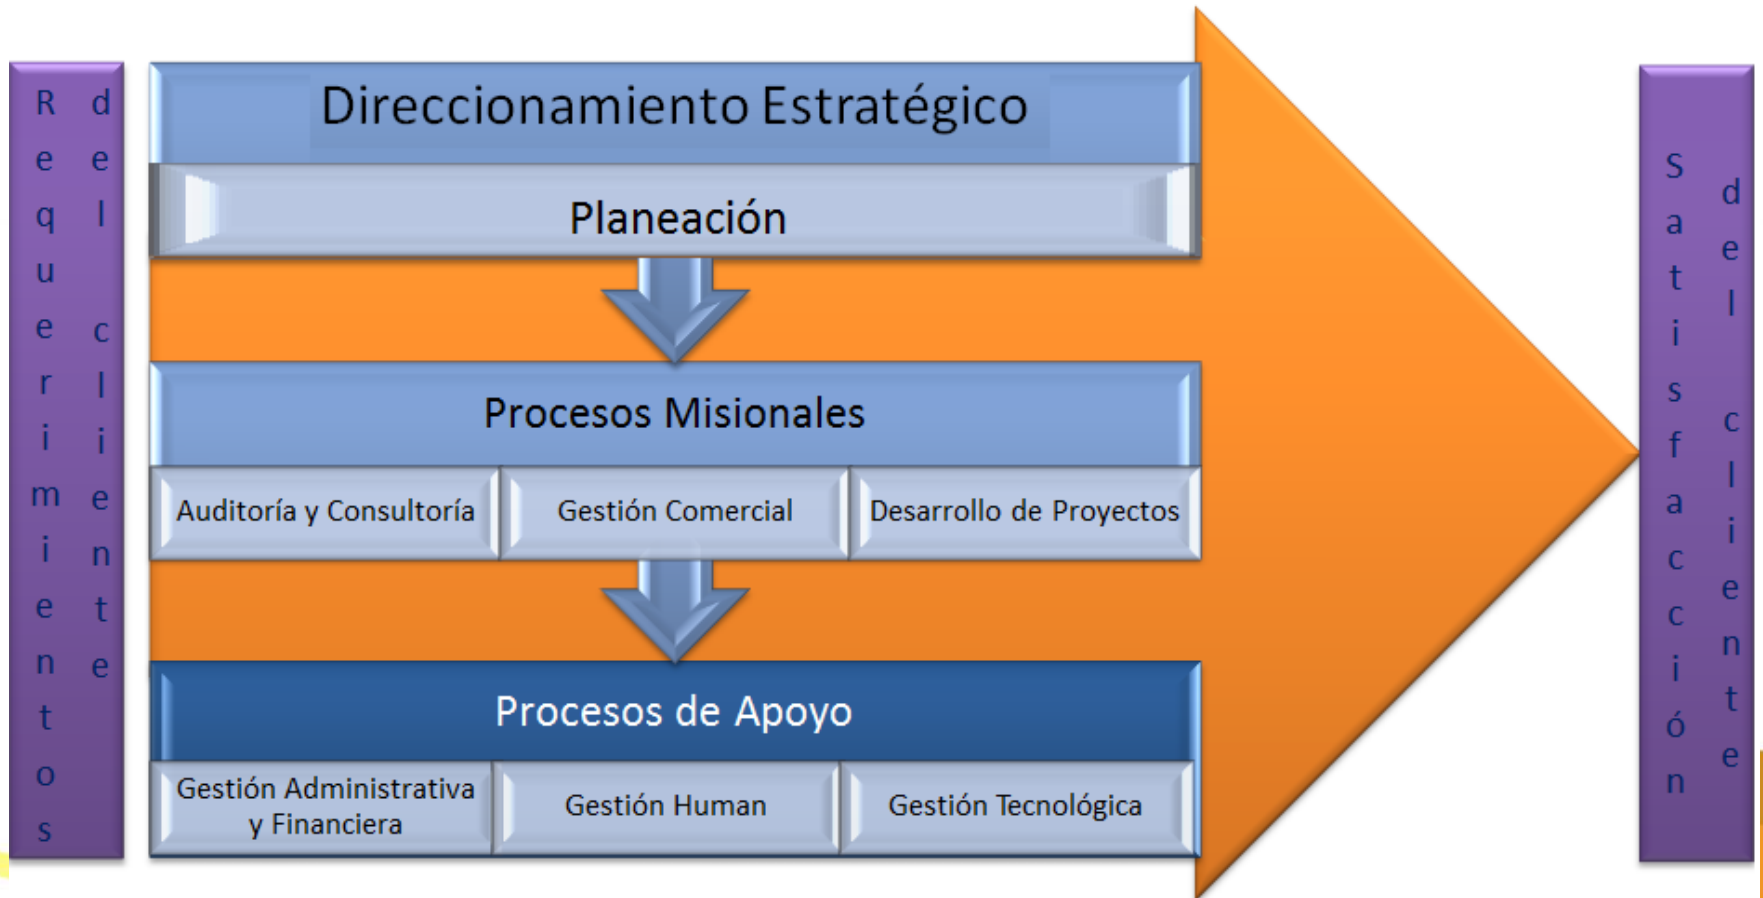 Requerimientos
del cliente
Direccionamiento Estratégico
Planeación
Procesos Misionales
Auditoría y Consultoría
Gestión Comercial
Desarrollo de Proyectos
Procesos de Apoyo
Gestión Administrativa
y Financiera
Gestión Human
Gestión Tecnológica
Satisfacción
del cliente